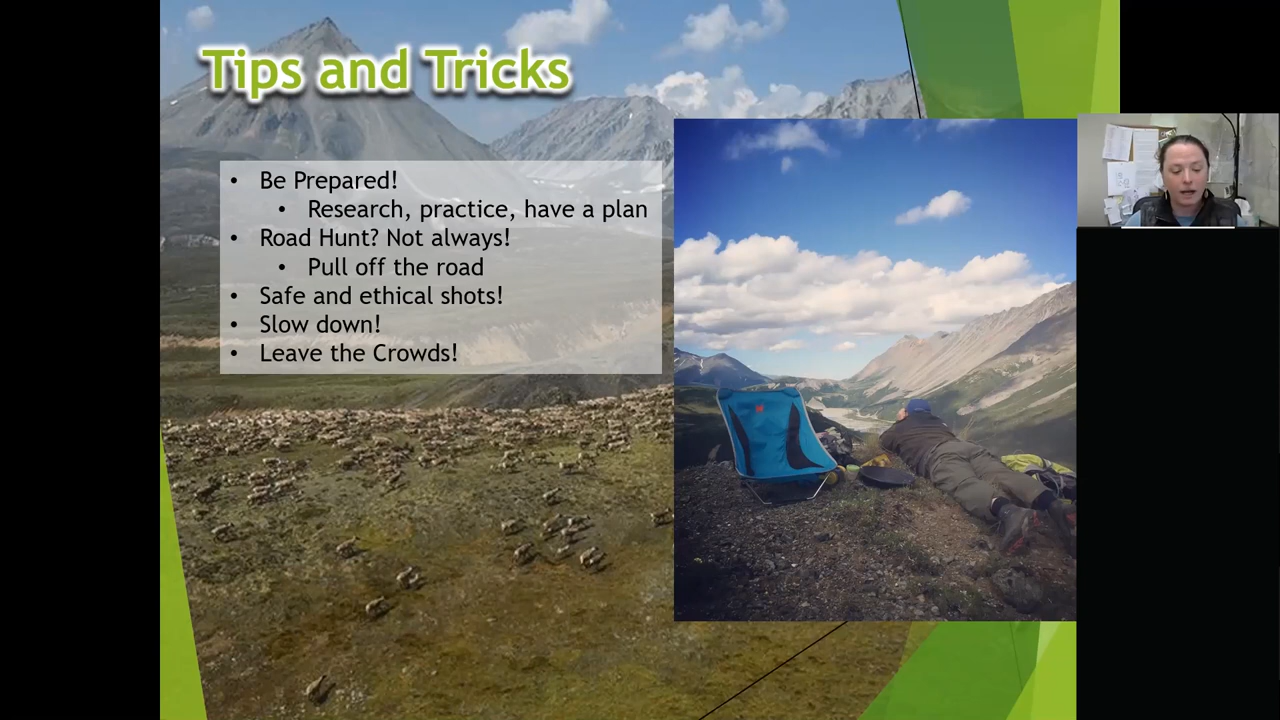 Tips and Tricks
• Be Prepared!
• Research, practice, have a plan
• Road Hunt? Not always!
• Pull off the road
• Safe and ethical shots!
• Slow down!
• Leave the Crowds!